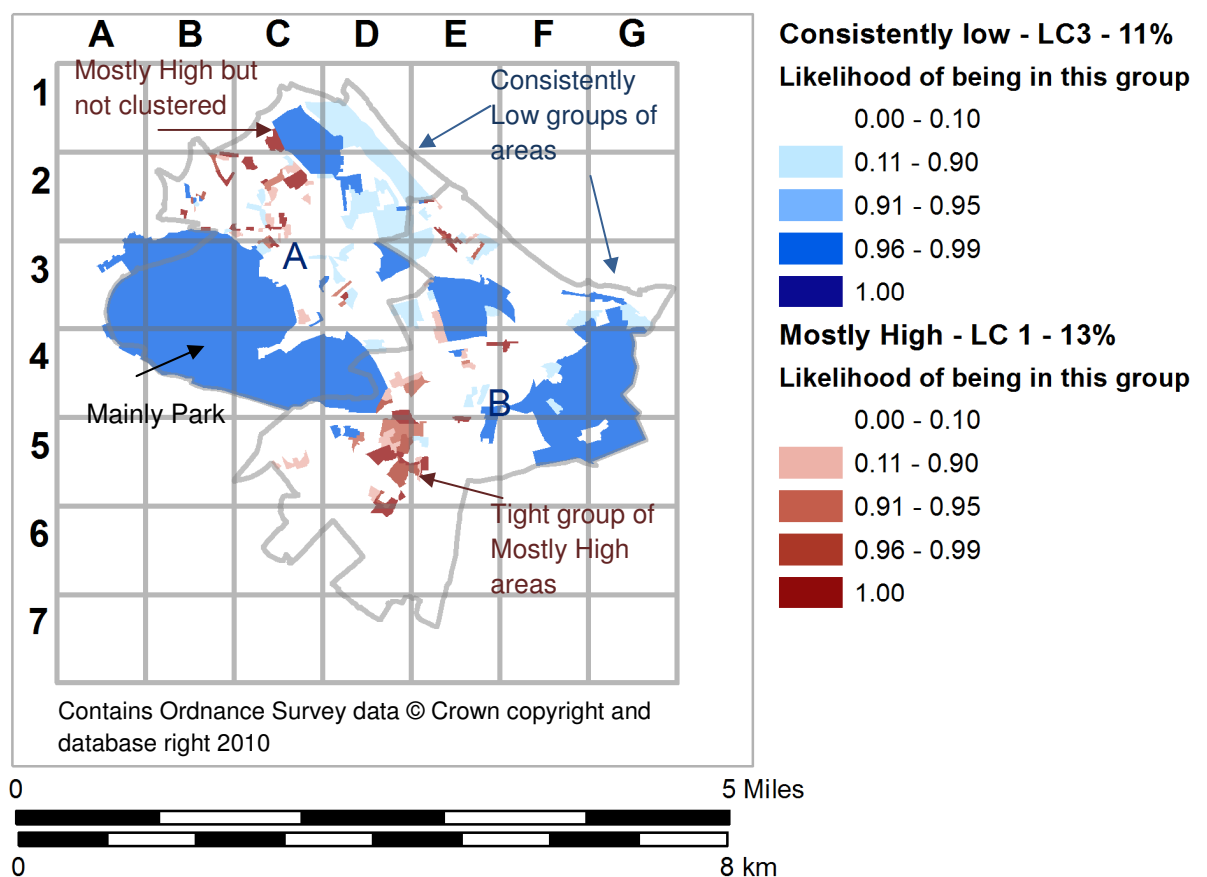 A B C D E F G
1
2
3
4
5
6
7
Mostly High but
not clustered
Consistently
Low groups of
areas
A
B
Mainly Park
Tight group of
Mostly High
areas
Contains Ordnance Survey data © Crown copyright and
database right 2010
0 5 Miles
0 8 km
Consistently low - LC3 - 11%
Likelihood of being in this group
0.00 - 0.10
0.11 - 0.90
0.91 - 0.95
0.96 - 0.99
1.00
Mostly High - LC 1 - 13%
Likelihood of being in this group
0.00 - 0.10
0.11 - 0.90
0.91 - 0.95
0.96 - 0.99
1.00